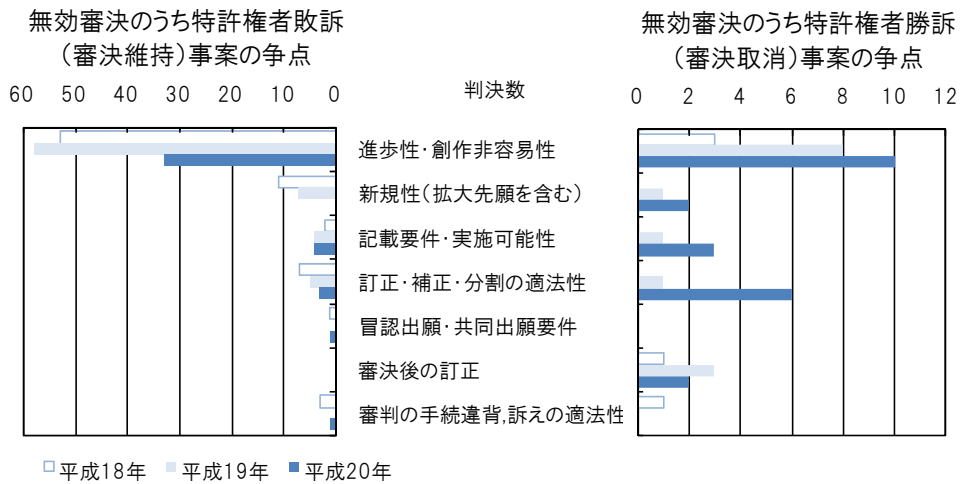 無効審決のうち特許権者敗訴
（審決維持）事案の争点
無効審決のうち特許権者勝訴
（審決取消）事案の争点
60 50 40 30 20 10 0
判決数
0 2 4 6 8 10 12
進歩性・創作非容易性
新規性（拡大先願を含む）
記載要件・実施可能性
訂正・補正・分割の適法性
冒認出願・共同出願要件
審決後の訂正
審判の手続違背,訴えの適法性
平成18年 平成19年 平成20年